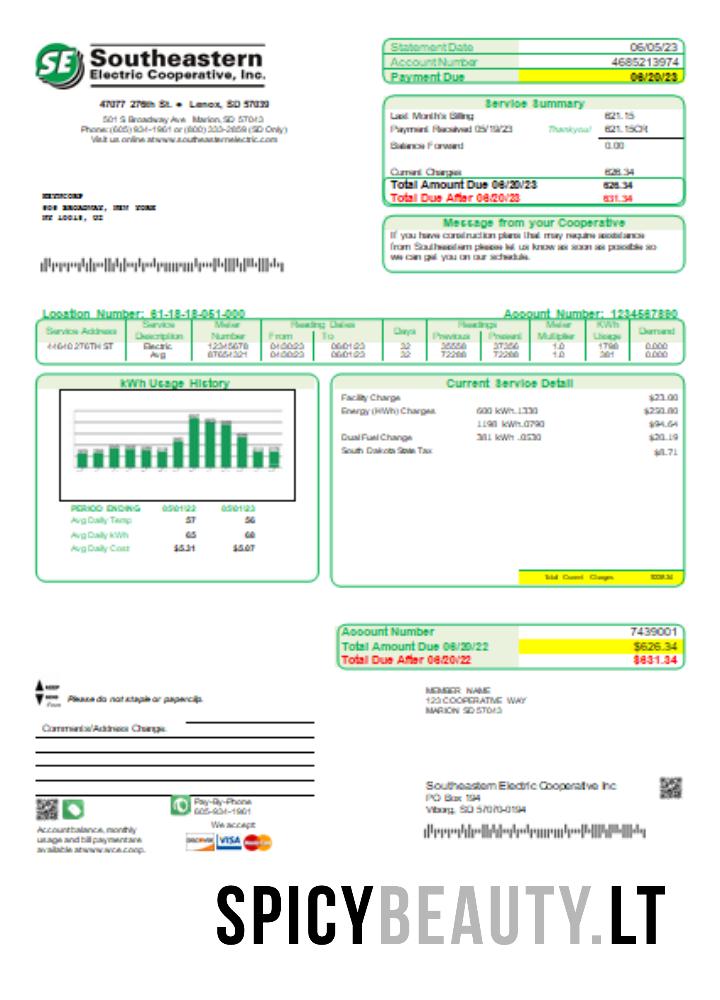 SE Southeastern
Electric Cooperative, Inc.
47077 276th St. ● Lenox, SD 57039
501 S Broadway Ave Marion, SD 57043
Phone: (605) 934-1961 or (800) 333-2859 (SD Only)
Visit us online at www.southeasternelectric.com
Statement Date 06/05/23
Account Number 4685213974
Payment Due 06/20/23
Service Summary
Last Month's Billing 621.15
Payment Received 05/19/23 Thankyou! 621.15CR
Balance Forward 0.00
Current Charges 626.34
Total Amount Due 06/20/23 626.34
Total Due After 06/20/23 631.34
Message from your Cooperative
If you have construction plans that may require assistance
from Southeastern please let us know as soon as possible so
we can get you on our schedule.
BROADWAY, NEW YORK
NY 10018, US
Location Number: 61-18-18-051-000 Account Number: 1234567890
Service Address Service Description Meter Number Reading Dates From To Days Readings Previous Present Meter Multiplier KWh Usage Demand
276TH ST Electric 12345678 04/30/23 06/01/23 32 35558 37356 1.0 1798 0.000
Avg 87654321 04/30/23 06/01/23 32 72288 72288 1.0 381 0.000
kWh Usage History
PERIOD ENDING 05/01/22 05/01/23
Avg Daily Temp 57 56
Avg Daily kWh 65 68
Avg Daily Cost $5.31 $5.07
Current Service Detail
Facility Charge $23.00
Energy (HWh) Charges 600 kWh .1330 $250.80
1198 kWh .0790 $94.64
Dual Fuel Change 381 kWh .0530 $20.19
South Dakota State Tax $8.71
Total Current Charges
Account Number 7439001
Total Amount Due 06/20/22 $626.34
Total Due After 06/20/22 $631.34
KEEP
SEND
Please do not staple or paperclip.
Comments/Address Change.
MEMBER NAME
123 COOPERATIVE WAY
MARION SD 57043
Southeastern Electric Cooperative Inc
PO Box 194
Viborg, SD 57070-0194
Pay-By-Phone
605-934-1961
We accept
DISCOVER VISA MasterCard
Account balance, monthly
usage and bill payment are
available at www.wce.coop.
SPICYBEAUTY.LT